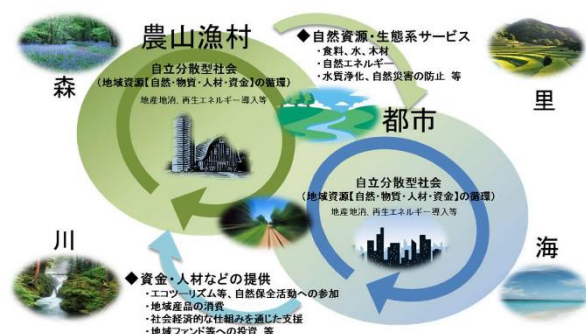 農山漁村
森
自立分散型社会
(地域資源【自然・物質・人材・資金】の循環)
地産地消、再生エネルギー導入等
◆自然資源・生態系サービス
・食料、水、木材
・自然エネルギー
・水質浄化、自然災害の防止 等
里
都市
自立分散型社会
(地域資源【自然・物質・人材・資金】の循環)
地産地消、再生エネルギー導入等
川
海
◆資金・人材などの提供
・エコツーリズム等、自然保全活動への参加
・地域産品の消費
・社会経済的な仕組みを通じた支援
・地域ファンド等への投資 等